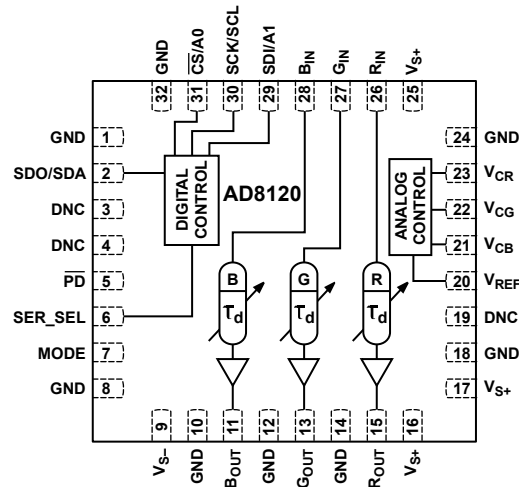 GND
CS/A0
SCK/SCL
SDI/A1
BIN
GIN
RIN
VS+
32
31
30
29
28
27
26
25
GND
1
SDO/SDA
2
DNC
3
DNC
4
PD
5
SER_SEL
6
MODE
7
GND
8
DIGITAL
CONTROL
AD8120
ANALOG
CONTROL
B
τd
G
τd
R
τd
24
GND
23
VCR
22
VCG
21
VCB
20
VREF
19
DNC
18
GND
17
VS+
9
10
11
12
13
14
15
16
VS−
GND
BOUT
GND
GOUT
GND
ROUT
VS+